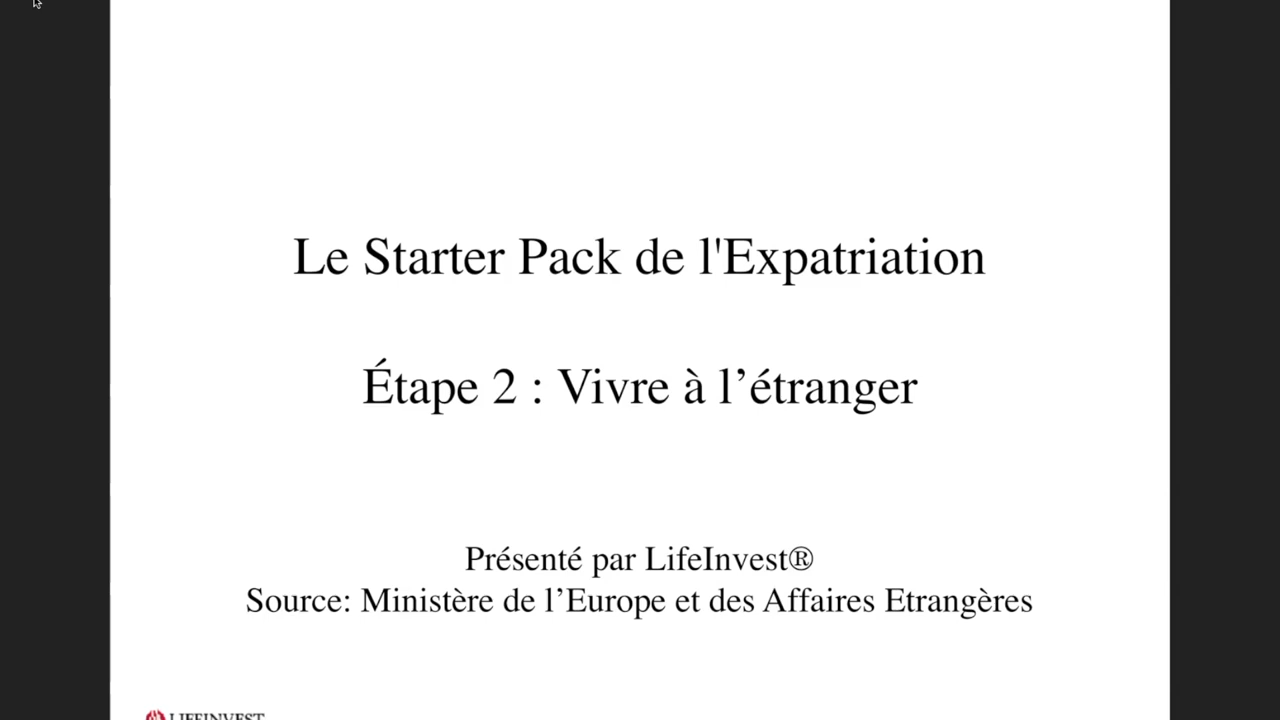 Le Starter Pack de l'Expatriation
Étape 2 : Vivre à l’étranger
Présenté par LifeInvest®
Source: Ministère de l’Europe et des Affaires Etrangères
LIFEINVEST